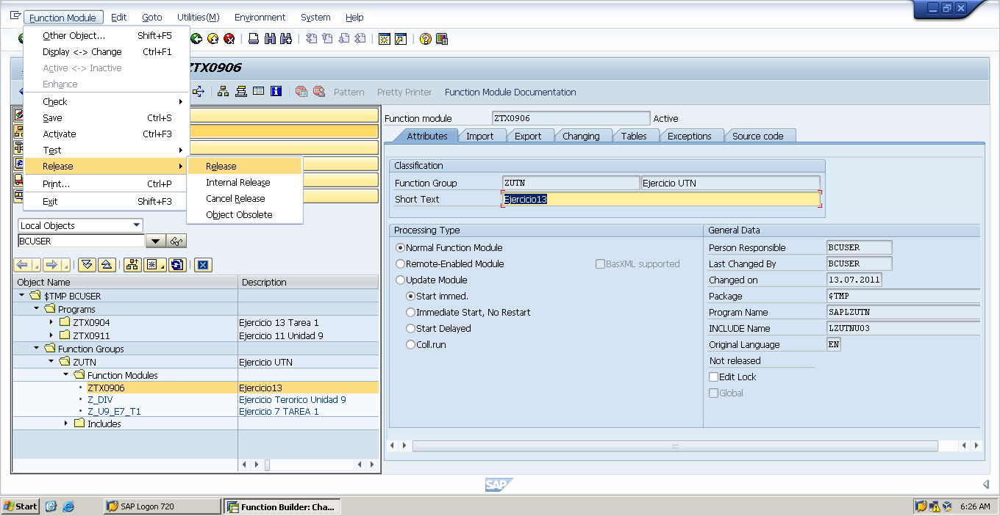 Function Module Edit Goto Utilities(M) Environment System Help
Other Object... Shift+F5
Display <-> Change Ctrl+F1
Active <-> Inactive
Enhance
Check
Save Ctrl+S
Activate Ctrl+F3
Test
Release
Print... Ctrl+P
Exit Shift+F3
Release
Internal Release
Cancel Release
Object Obsolete
ZTX0906
Pattern Pretty Printer Function Module Documentation
Function module ZTX0906 Active
Attributes Import Export Changing Tables Exceptions Source code
Classification
Function Group ZUTN Ejercicio UTN
Short Text Ejercicio13
Processing Type
Normal Function Module
Remote-Enabled Module BasXML supported
Update Module
Start immed.
Immediate Start, No Restart
Start Delayed
Coll.run
General Data
Person Responsible BCUSER
Last Changed By BCUSER
Changed on 13.07.2011
Package $TMP
Program Name SAPLZUTN
INCLUDE Name LZUTNU03
Original Language EN
Not released
Edit Lock
Global
Local Objects
BCUSER
Object Name Description
$TMP BCUSER
Programs
ZTX0904 Ejercicio 13 Tarea 1
ZTX0911 Ejercicio 11 Unidad 9
Function Groups
ZUTN Ejercicio UTN
Function Modules
ZTX0906 Ejercicio13
Z_DIV Ejercicio Terorico Unidad 9
Z_U9_E7_T1 Ejercicio 7 TAREA 1
Includes
SAP
Start SAP Logon 720 Function Builder: Cha... 6:26 AM